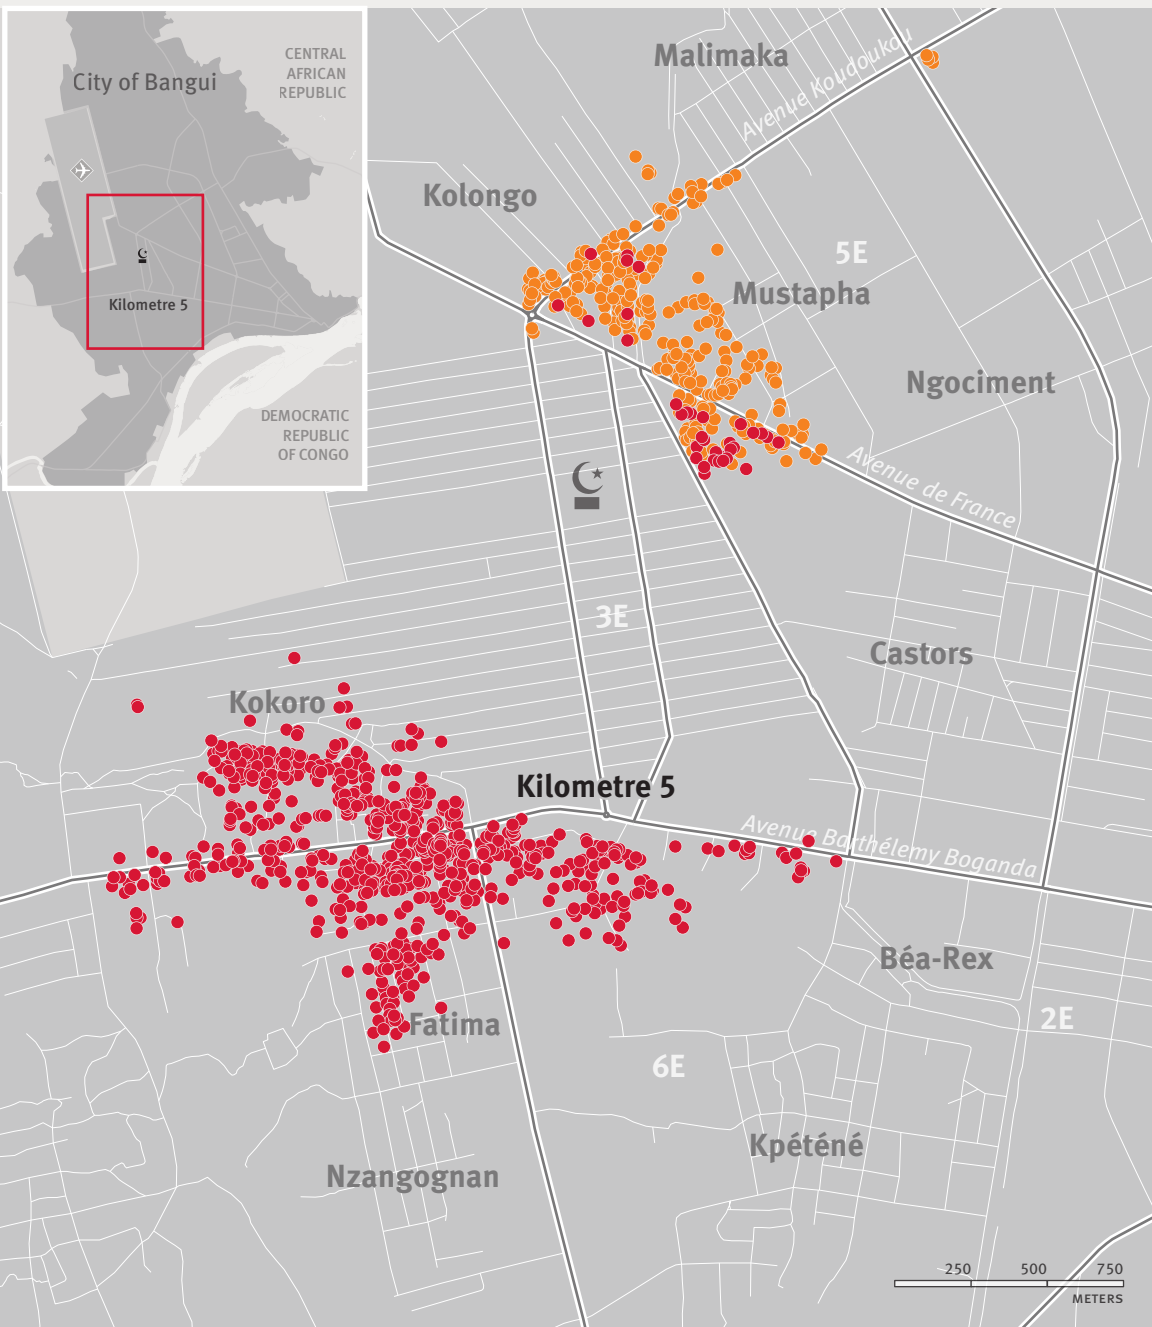 City of Bangui
CENTRAL
AFRICAN
REPUBLIC
Kilometre 5
DEMOCRATIC
REPUBLIC
OF CONGO
Malimaka
Avenue Koudoukou
Kolongo
5E
Mustapha
Ngociment
Avenue de France
3E
Castors
Kokoro
Kilometre 5
Avenue Barthélemy Boganda
Béa-Rex
Fatima
2E
6E
Kpéténé
Nzangognan
250 500 750
METERS